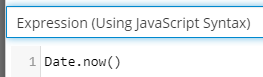 Expression (Using JavaScript Syntax)
1 Date.now()